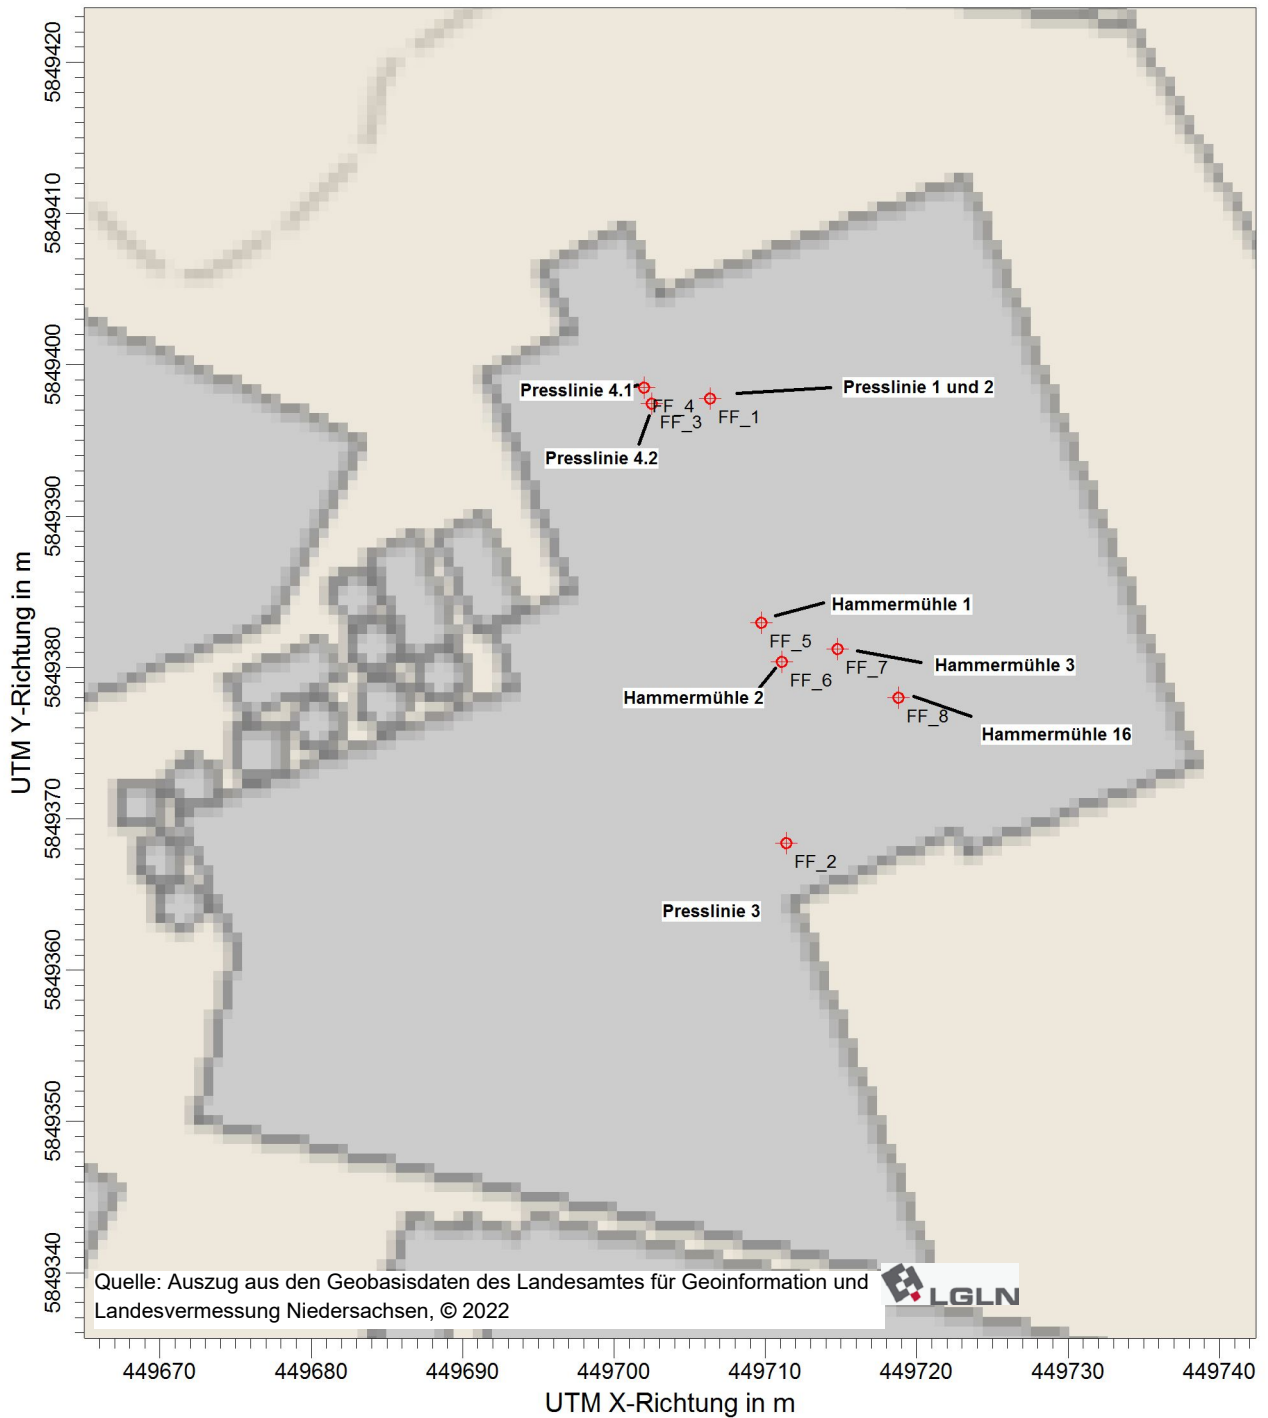 5849420
5849410
5849400
5849390
5849380
5849370
5849360
5849350
5849340
UTM Y-Richtung in m
Presslinie 4.1
FF_4
FF_3
FF_1
Presslinie 1 und 2
Presslinie 4.2
Hammermühle 1
FF_5
FF_7
Hammermühle 3
FF_6
Hammermühle 2
FF_8
Hammermühle 16
FF_2
Presslinie 3
Quelle: Auszug aus den Geobasisdaten des Landesamtes für Geoinformation und
Landesvermessung Niedersachsen, © 2022
LGLN
449670
449680
449690
449700
449710
449720
449730
449740
UTM X-Richtung in m